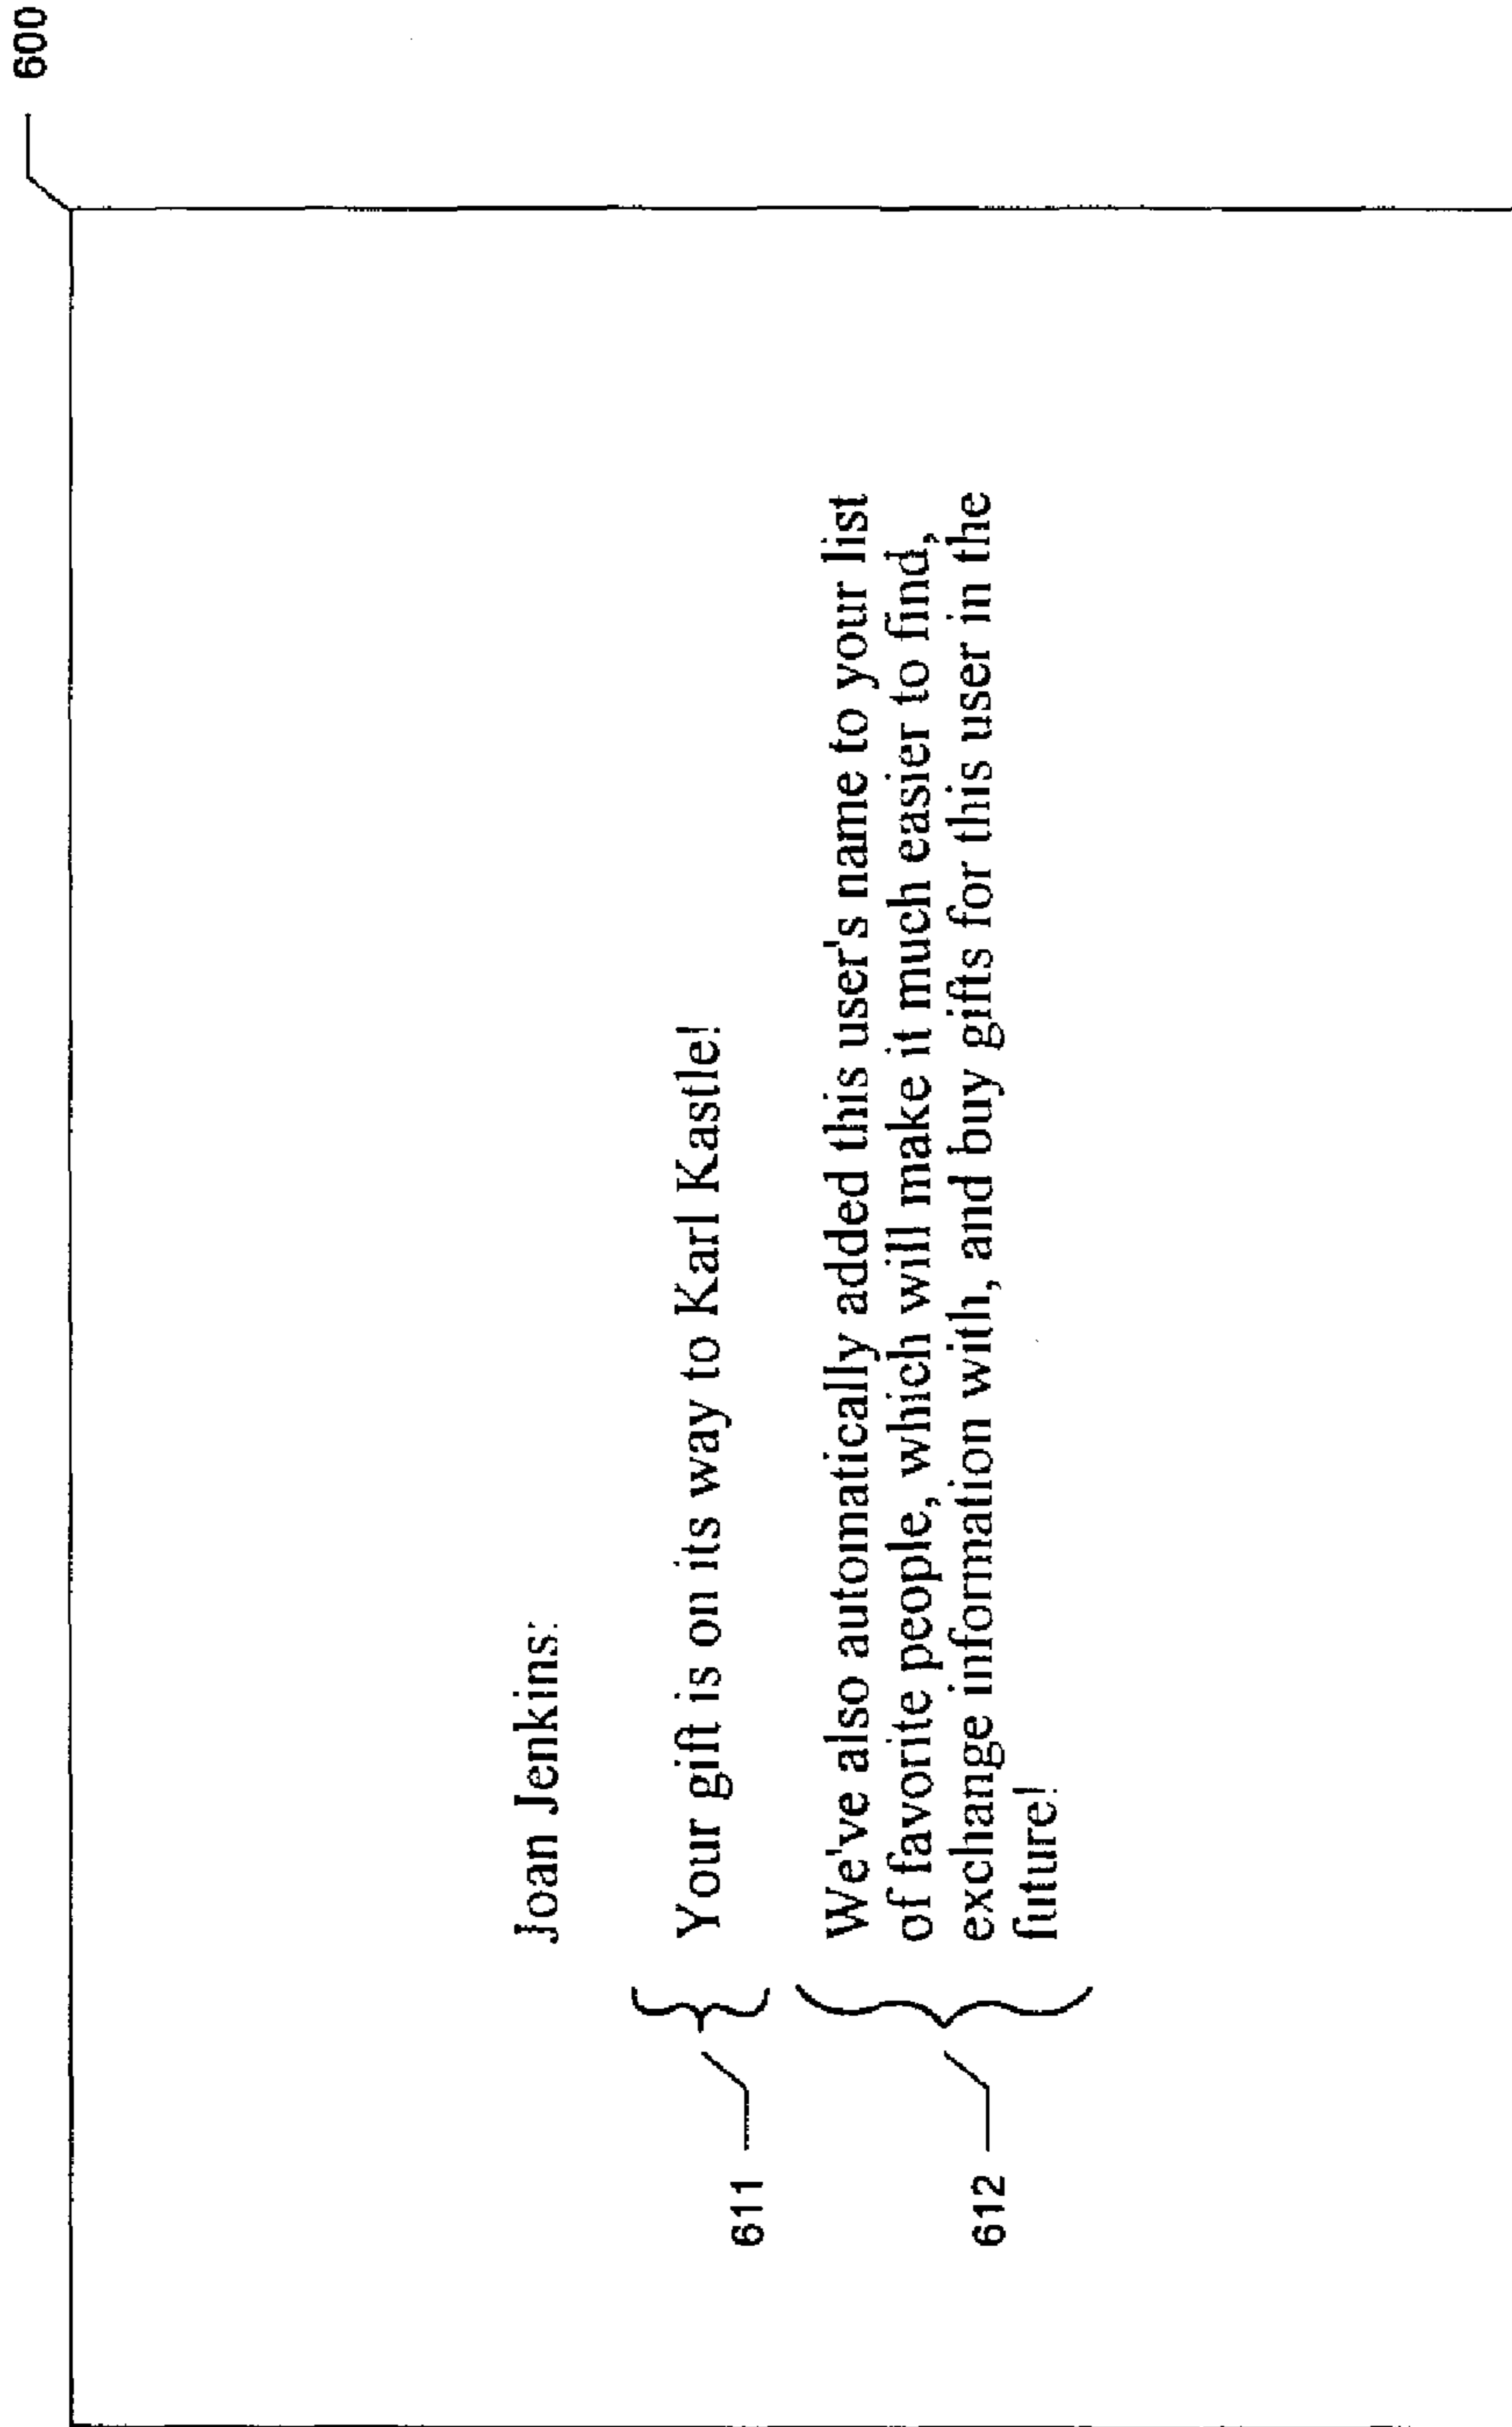 600
Joan Jenkins:
611
Your gift is on its way to Karl Kastle!
612
We've also automatically added this user's name to your list
of favorite people, which will make it much easier to find,
exchange information with, and buy gifts for this user in the
future!